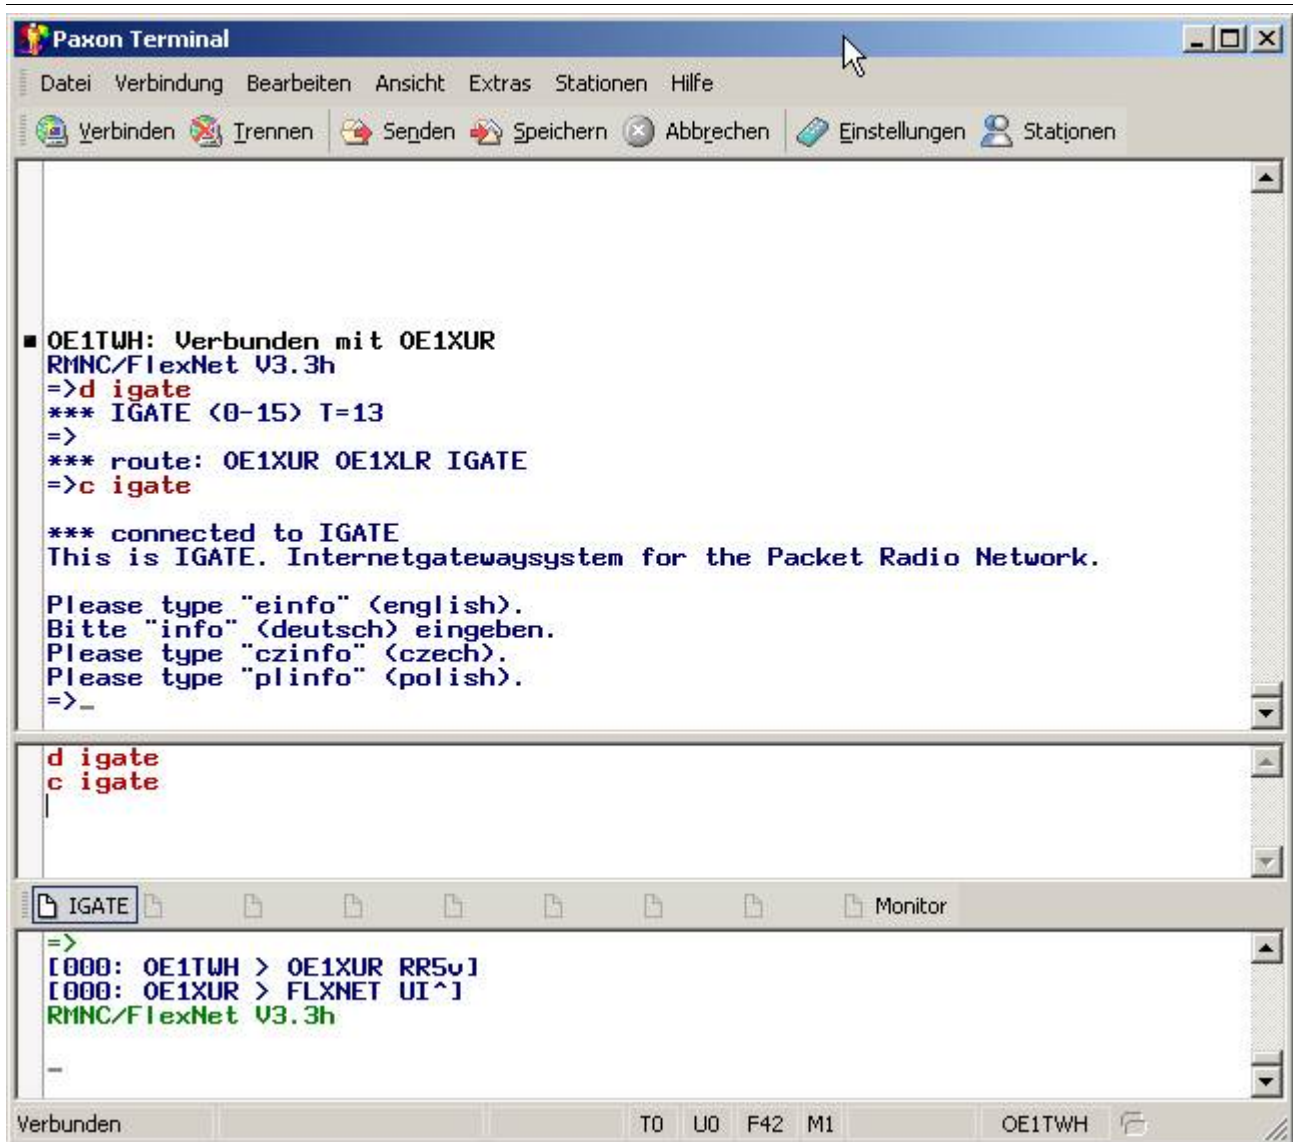 Paxon Terminal
Datei Verbindung Bearbeiten Ansicht Extras Stationen Hilfe
Verbinden Trennen Senden Speichern Abbrechen Einstellungen Stationen
OE1TWH: Verbunden mit OE1XUR
RMNC/FlexNet V3.3h
=>d igate
*** IGATE (0-15) T=13
=>
*** route: OE1XUR OE1XLR IGATE
=>c igate
*** connected to IGATE
This is IGATE. Internetgatewaysystem for the Packet Radio Network.
Please type "einfo" (english).
Bitte "info" (deutsch) eingeben.
Please type "czinfo" (czech).
Please type "plinfo" (polish).
=>_
d igate
c igate
IGATE Monitor
=>
[000: OE1TWH > OE1XUR RR5v]
[000: OE1XUR > FLXNET UI^]
RMNC/FlexNet V3.3h
_
Verbunden T0 U0 F42 M1 OE1TWH